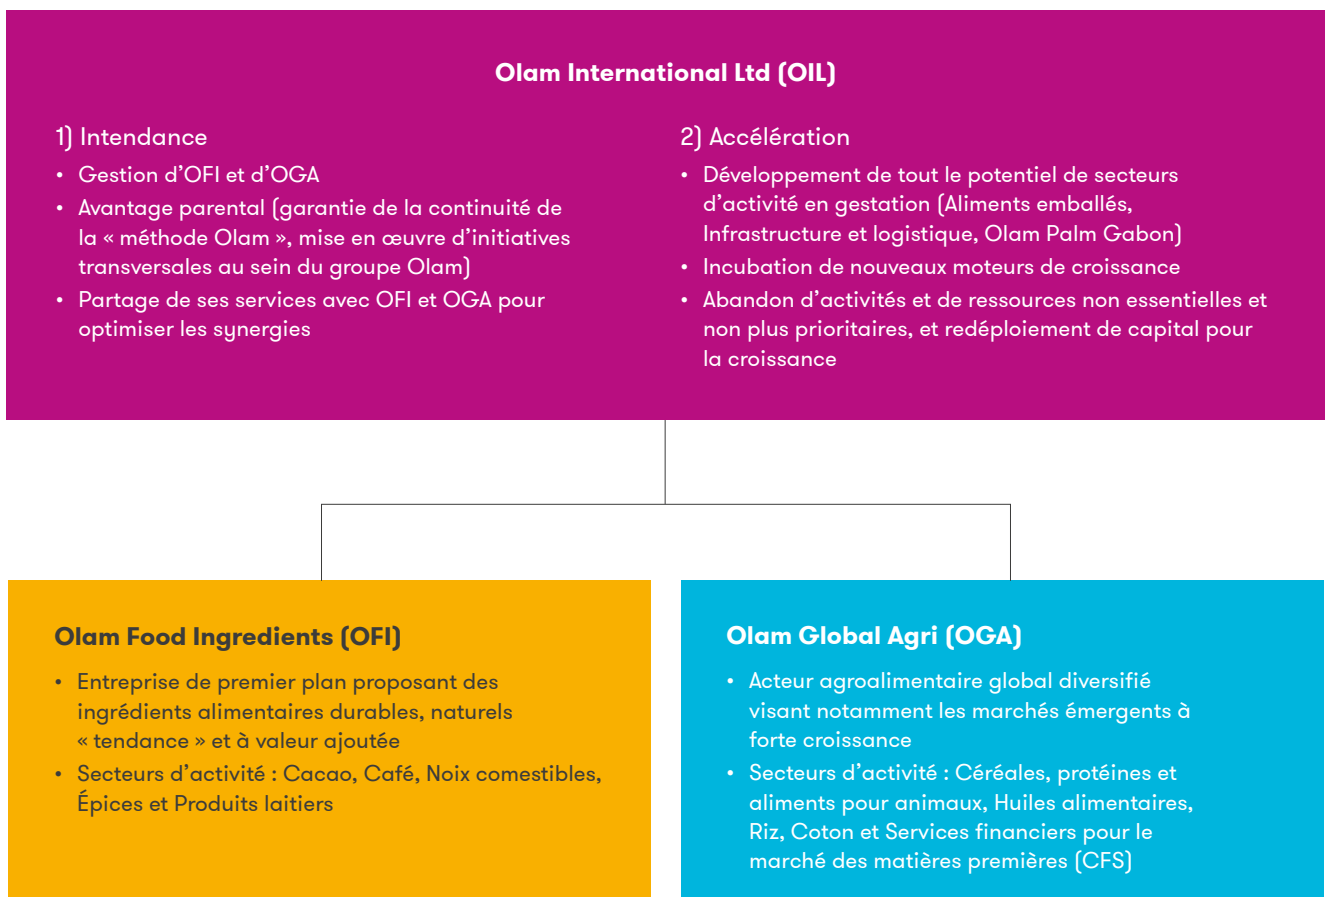 Olam International Ltd (OIL)
1) Intendance
• Gestion d’OFI et d’OGA
• Avantage parental (garantie de la continuité de
la « méthode Olam », mise en œuvre d’initiatives
transversales au sein du groupe Olam)
• Partage de ses services avec OFI et OGA pour
optimiser les synergies
2) Accélération
• Développement de tout le potentiel de secteurs
d’activité en gestation (Aliments emballés,
Infrastructure et logistique, Olam Palm Gabon)
• Incubation de nouveaux moteurs de croissance
• Abandon d’activités et de ressources non essentielles et
non plus prioritaires, et redéploiement de capital pour
la croissance
Olam Food Ingredients (OFI)
• Entreprise de premier plan proposant des
ingrédients alimentaires durables, naturels
« tendance » et à valeur ajoutée
• Secteurs d’activité : Cacao, Café, Noix comestibles,
Épices et Produits laitiers
Olam Global Agri (OGA)
• Acteur agroalimentaire global diversifié
visant notamment les marchés émergents à
forte croissance
• Secteurs d’activité : Céréales, protéines et
aliments pour animaux, Huiles alimentaires,
Riz, Coton et Services financiers pour le
marché des matières premières (CFS)